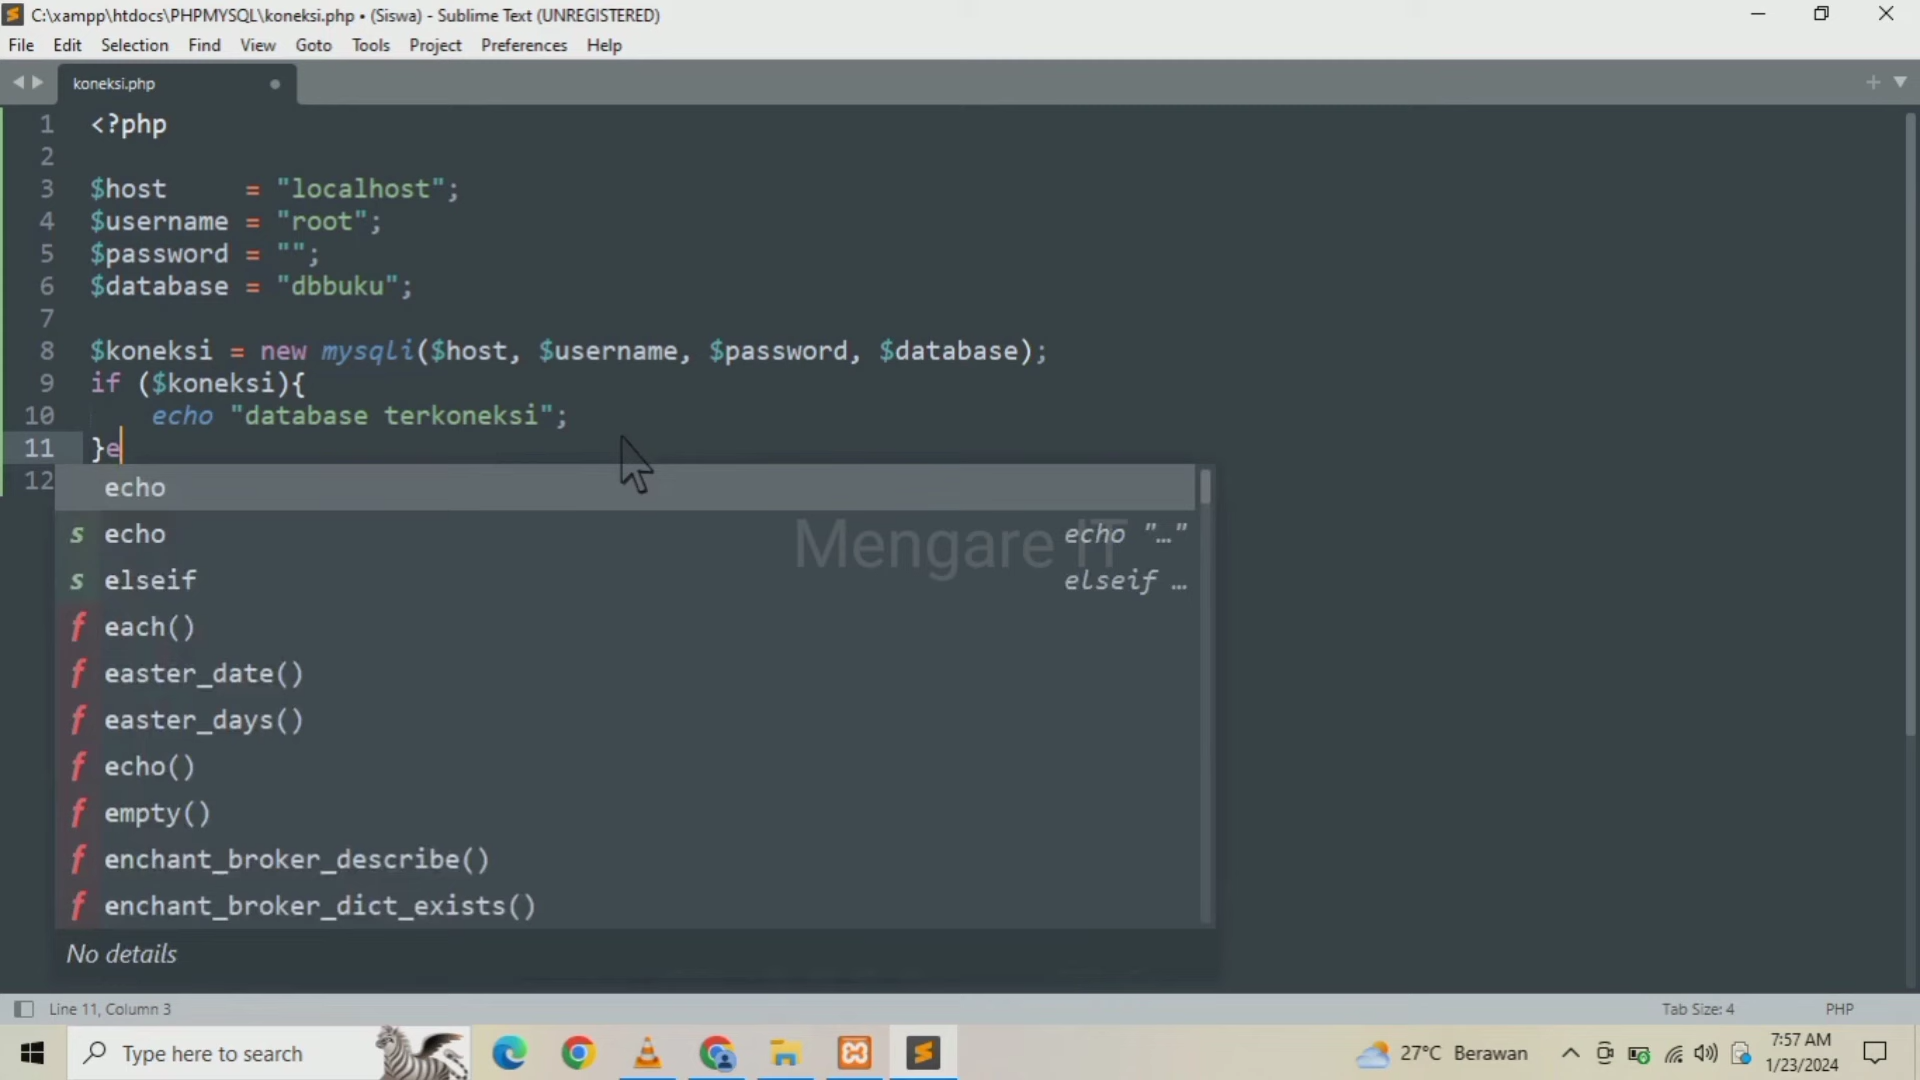 C:\xampp\htdocs\PHPMYSQL\koneksi.php • (Siswa) - Sublime Text (UNREGISTERED)
File Edit Selection Find View Goto Tools Project Preferences Help
koneksi.php
1 <?php
2
3 $host     = "localhost";
4 $username = "root";
5 $password = "";
6 $database = "dbbuku";
7
8 $koneksi = new mysqli($host, $username, $password, $database);
9 if ($koneksi){
10     echo "database terkoneksi";
11 }e
12
echo
s echo echo "…"
Mengare IT
s elseif elseif …
f each()
f easter_date()
f easter_days()
f echo()
f empty()
f enchant_broker_describe()
f enchant_broker_dict_exists()
No details
Line 11, Column 3 Tab Size: 4 PHP
Type here to search 27°C Berawan 7:57 AM
1/23/2024